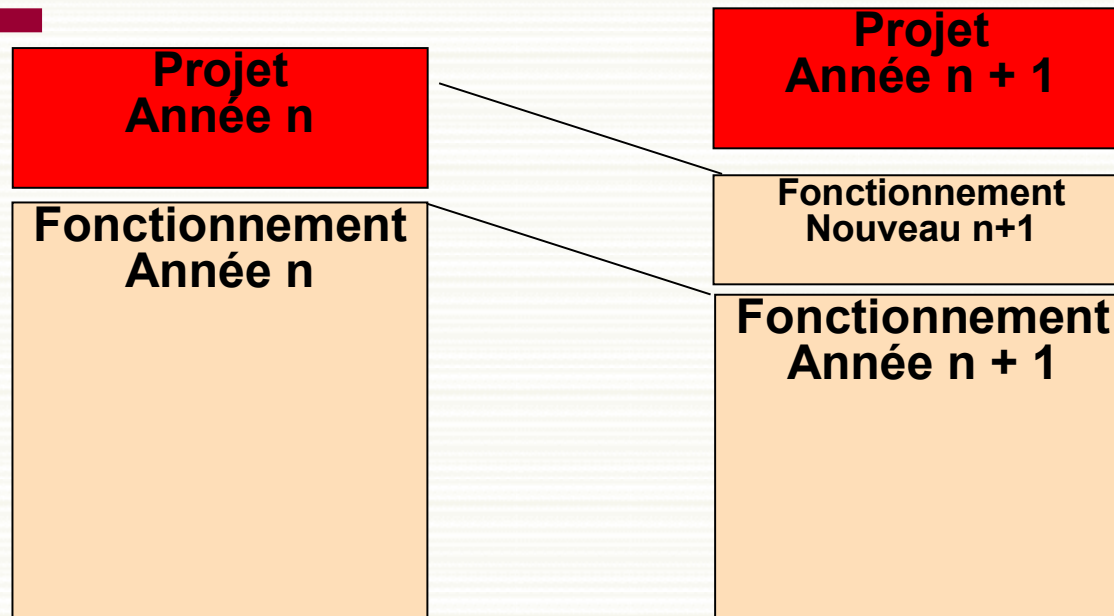 Projet
Année n
Fonctionnement
Année n
Projet
Année n + 1
Fonctionnement
Nouveau n+1
Fonctionnement
Année n + 1